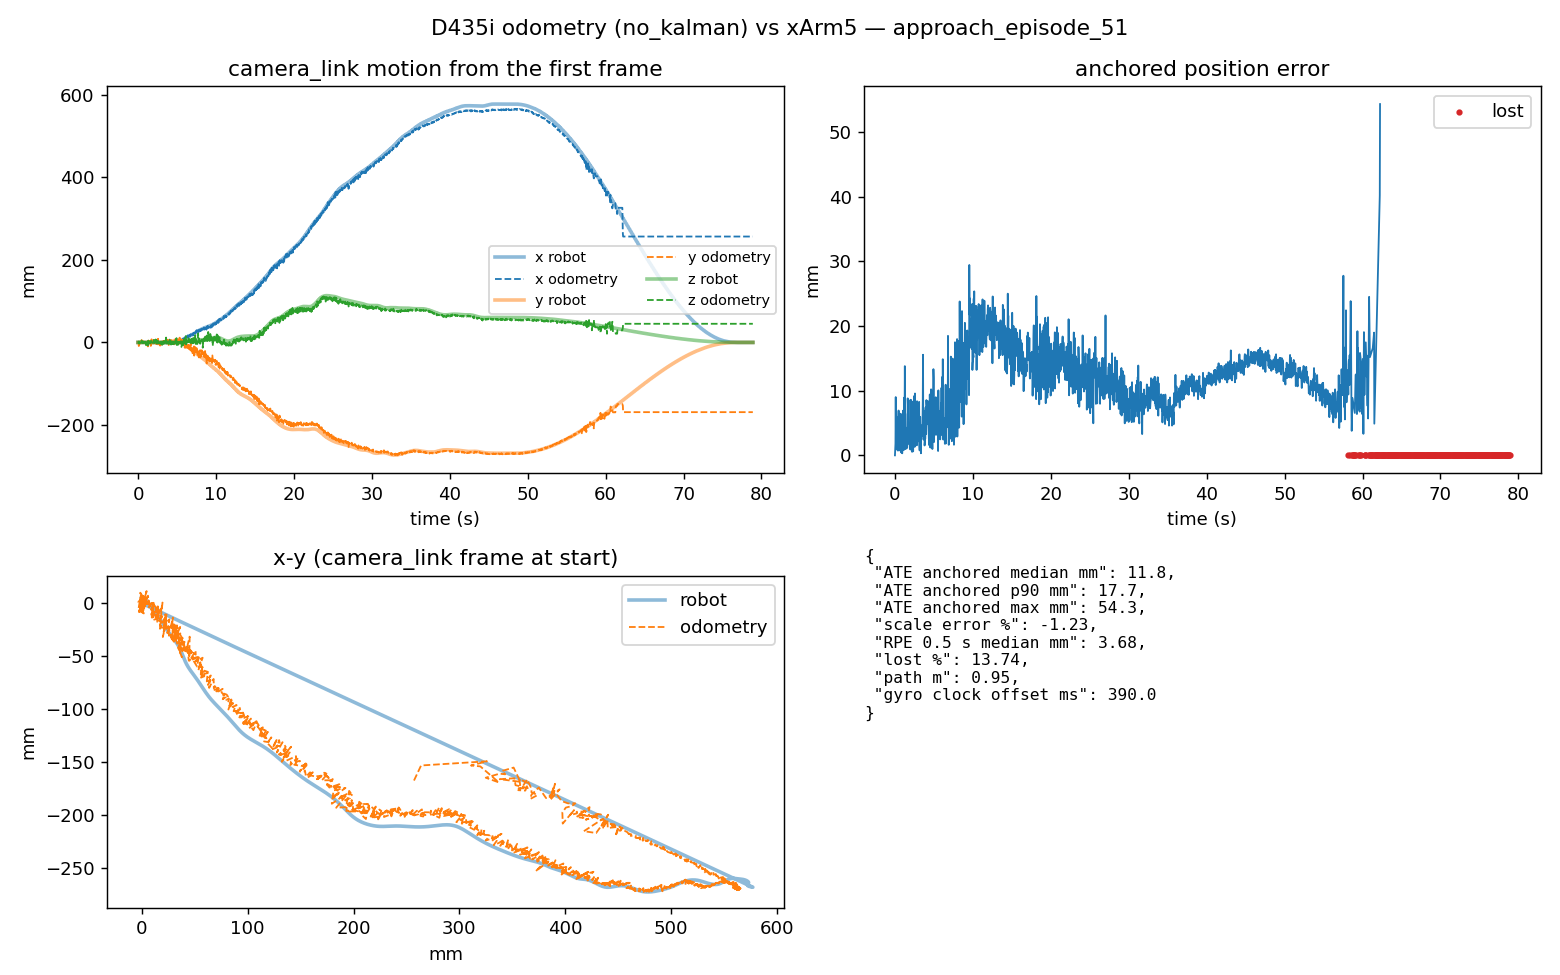 D435i odometry (no_kalman) vs xArm5 — approach_episode_51
camera_link motion from the first frame
600
400
200
0
−200
mm
0 10 20 30 40 50 60 70 80
time (s)
x robot
x odometry
y robot
y odometry
z robot
z odometry
anchored position error
50
40
30
20
10
0
mm
0 10 20 30 40 50 60 70 80
time (s)
lost
x-y (camera_link frame at start)
0
−50
−100
−150
−200
−250
mm
0 100 200 300 400 500 600
mm
robot
odometry
{
"ATE anchored median mm": 11.8,
"ATE anchored p90 mm": 17.7,
"ATE anchored max mm": 54.3,
"scale error %": -1.23,
"RPE 0.5 s median mm": 3.68,
"lost %": 13.74,
"path m": 0.95,
"gyro clock offset ms": 390.0
}